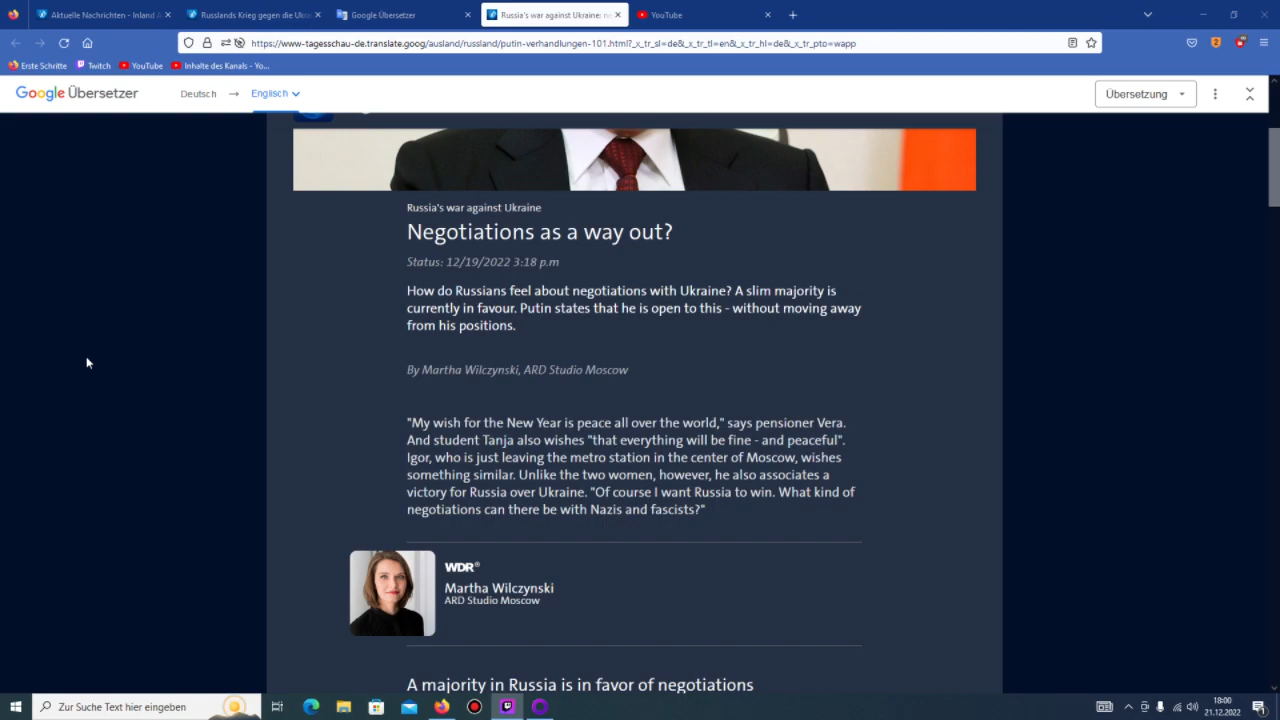 Aktuelle Nachrichten - Inland A
Russlands Krieg gegen die Ukra
Google Übersetzer
Russia's war against Ukraine: ne
YouTube
https://www-tagesschau-de.translate.goog/ausland/russland/putin-verhandlungen-101.html?_x_tr_sl=de&_x_tr_tl=en&_x_tr_hl=de&_x_tr_pto=wapp
2
Erste Schritte
Twitch
YouTube
Inhalte des Kanals - Yo...
Google Übersetzer
Deutsch → Englisch
Übersetzung
Russia's war against Ukraine
Negotiations as a way out?
Status: 12/19/2022 3:18 p.m
How do Russians feel about negotiations with Ukraine? A slim majority is
currently in favour. Putin states that he is open to this - without moving away
from his positions.
By Martha Wilczynski, ARD Studio Moscow
"My wish for the New Year is peace all over the world," says pensioner Vera.
And student Tanja also wishes "that everything will be fine - and peaceful".
Igor, who is just leaving the metro station in the center of Moscow, wishes
something similar. Unlike the two women, however, he also associates a
victory for Russia over Ukraine. "Of course I want Russia to win. What kind of
negotiations can there be with Nazis and fascists?"
WDR®
Martha Wilczynski
ARD Studio Moscow
A majority in Russia is in favor of negotiations
Zur Suche Text hier eingeben
18:00
21.12.2022
1